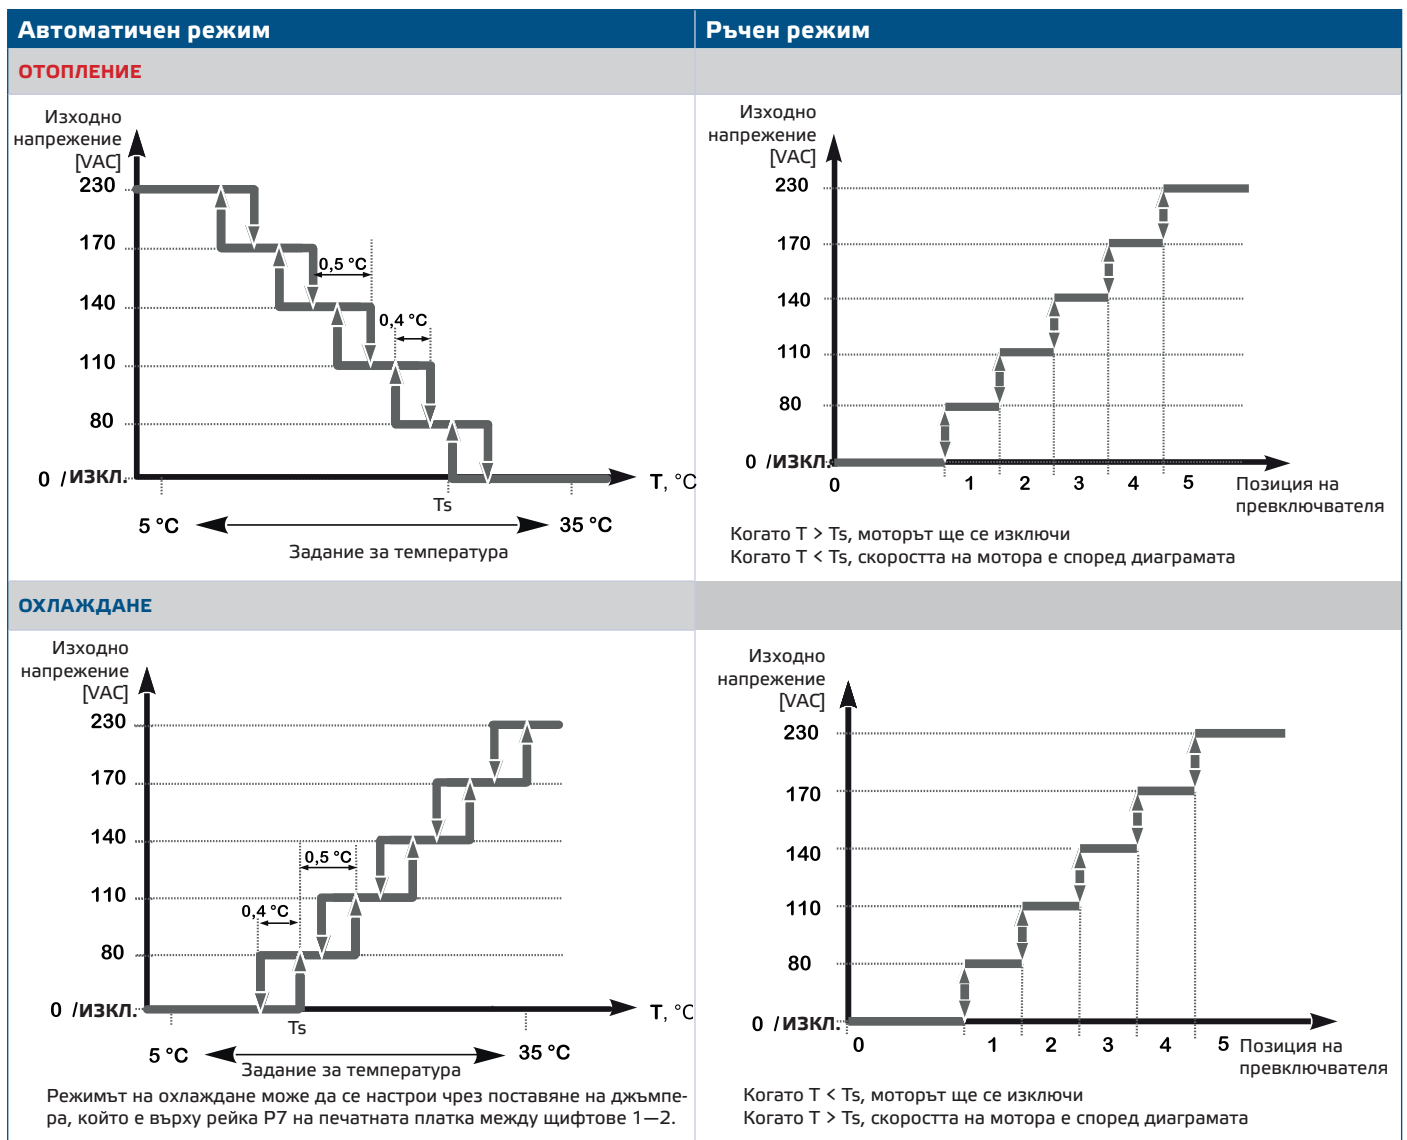 Автоматичен режим
Ръчен режим
ОТОПЛЕНИЕ
Изходно
напрежение
[VAC]
230
170
140
110
80
0 /ИЗКЛ.
0,5 °C
0,4 °C
T, °C
Ts
5 °C
35 °C
Задание за температура
Изходно
напрежение
[VAC]
230
170
140
110
80
0 /ИЗКЛ.
0 1 2 3 4 5
Позиция на
превключвателя
Когато T > Ts, моторът ще се изключи
Когато T < Ts, скоростта на мотора е според диаграмата
ОХЛАЖДАНЕ
Изходно
напрежение
[VAC]
230
170
140
110
80
0 /ИЗКЛ.
0,5 °C
0,4 °C
T, °C
Ts
5 °C
35 °C
Задание за температура
Режимът на охлаждане може да се настрои чрез поставяне на джъмпе-
ра, който е върху рейка P7 на печатната платка между щифтове 1—2.
Изходно
напрежение
[VAC]
230
170
140
110
80
0 /ИЗКЛ.
0 1 2 3 4 5
Позиция на
превключвателя
Когато T < Ts, моторът ще се изключи
Когато T > Ts, скоростта на мотора е според диаграмата